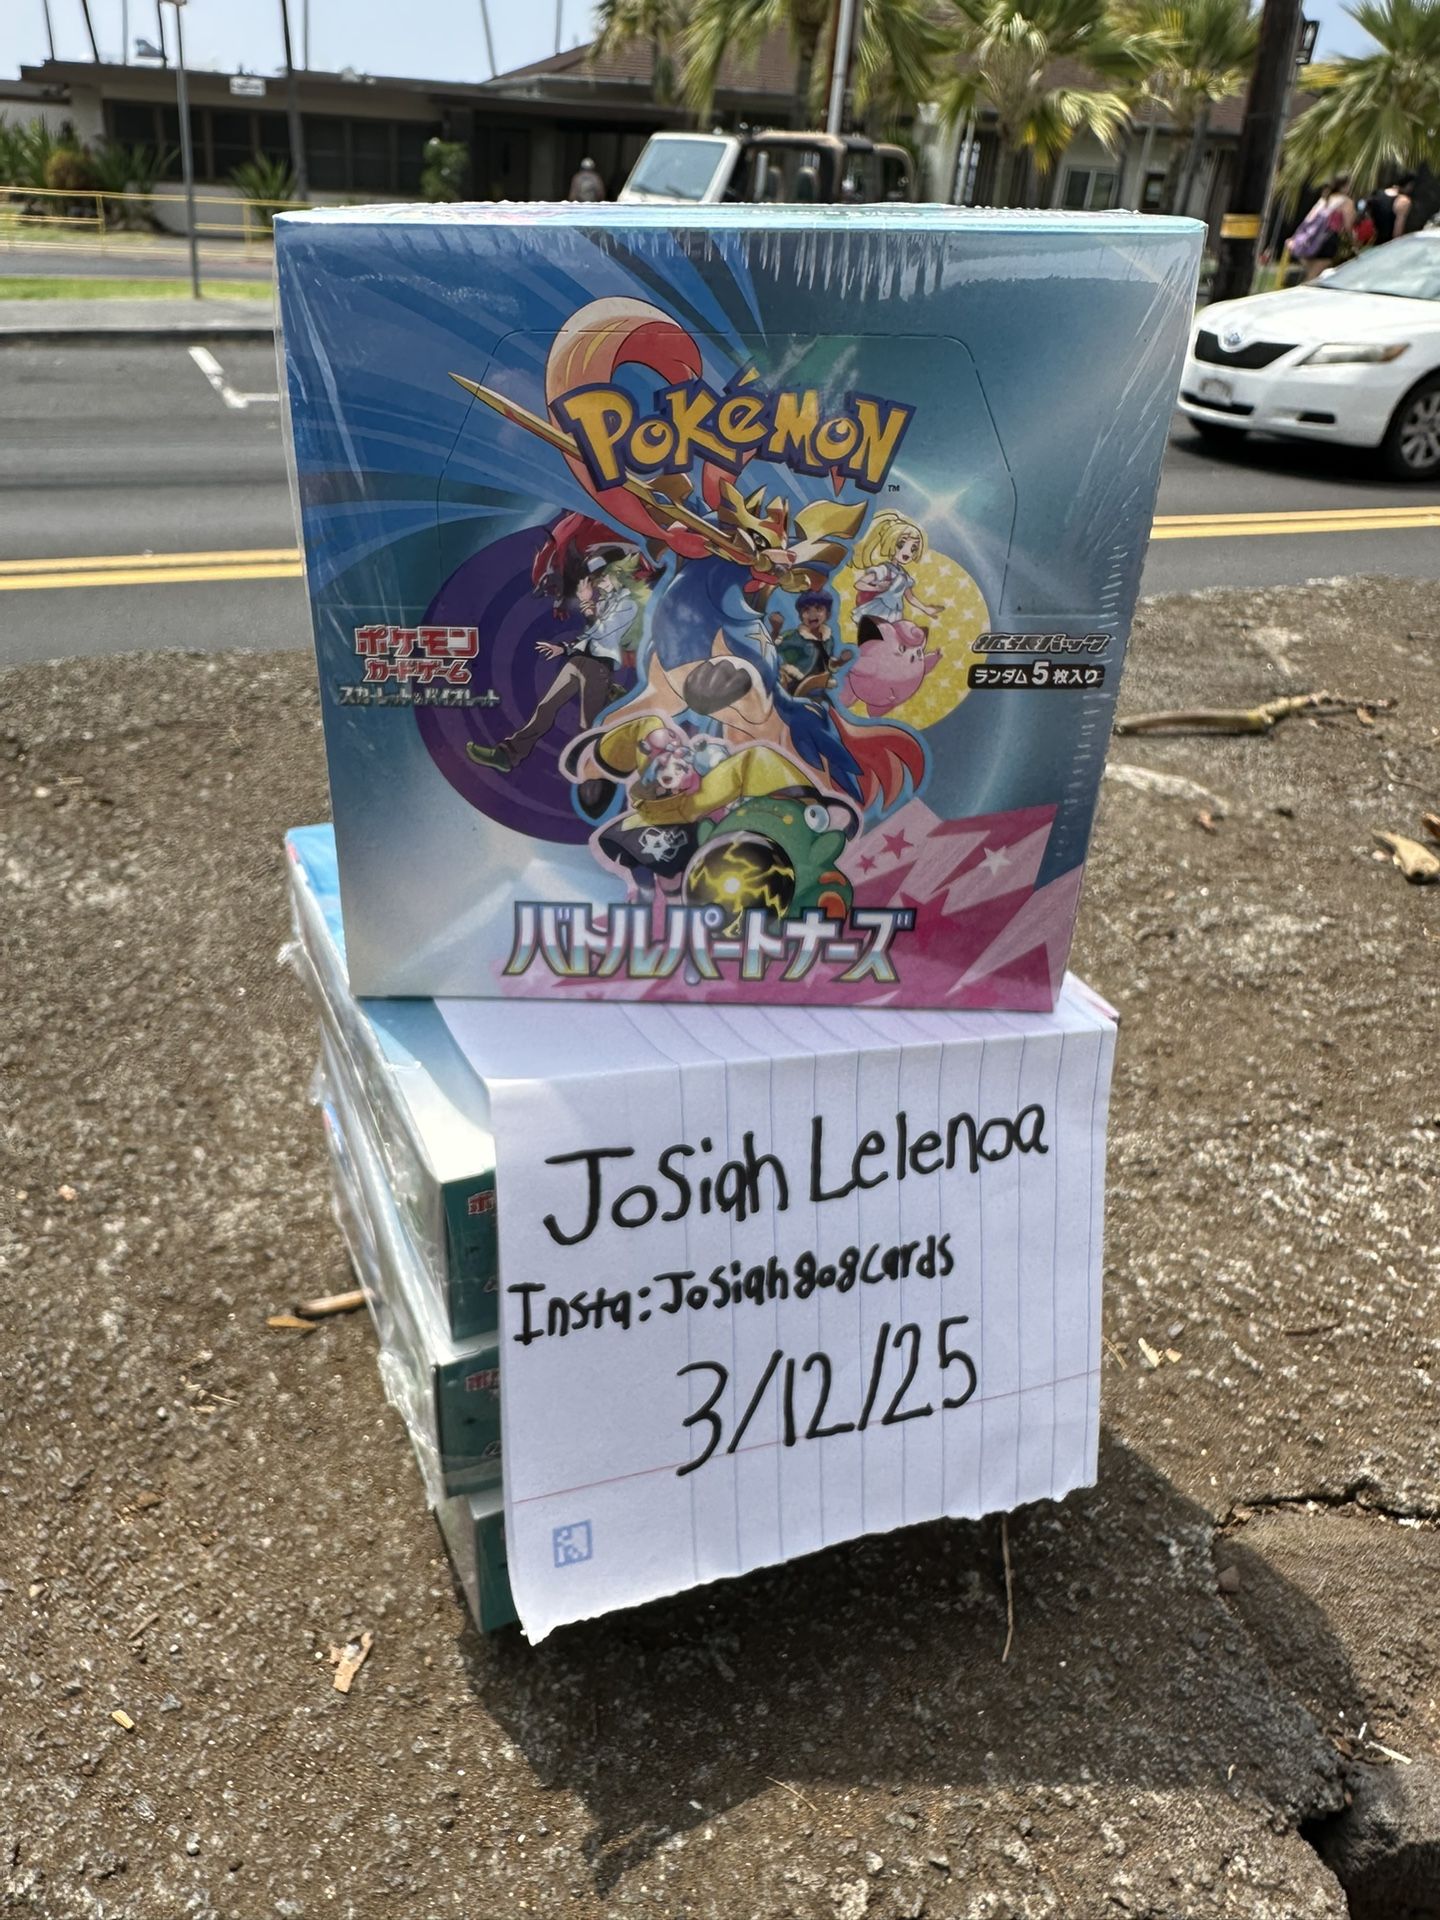 POKéMON
TM
ポケモン
カードゲーム
スカーレット&バイオレット
拡張パック
ランダム5枚入り
バトルパートナーズ
Josiah Lelenoa
Insta: Josiah808cards
3/12/25